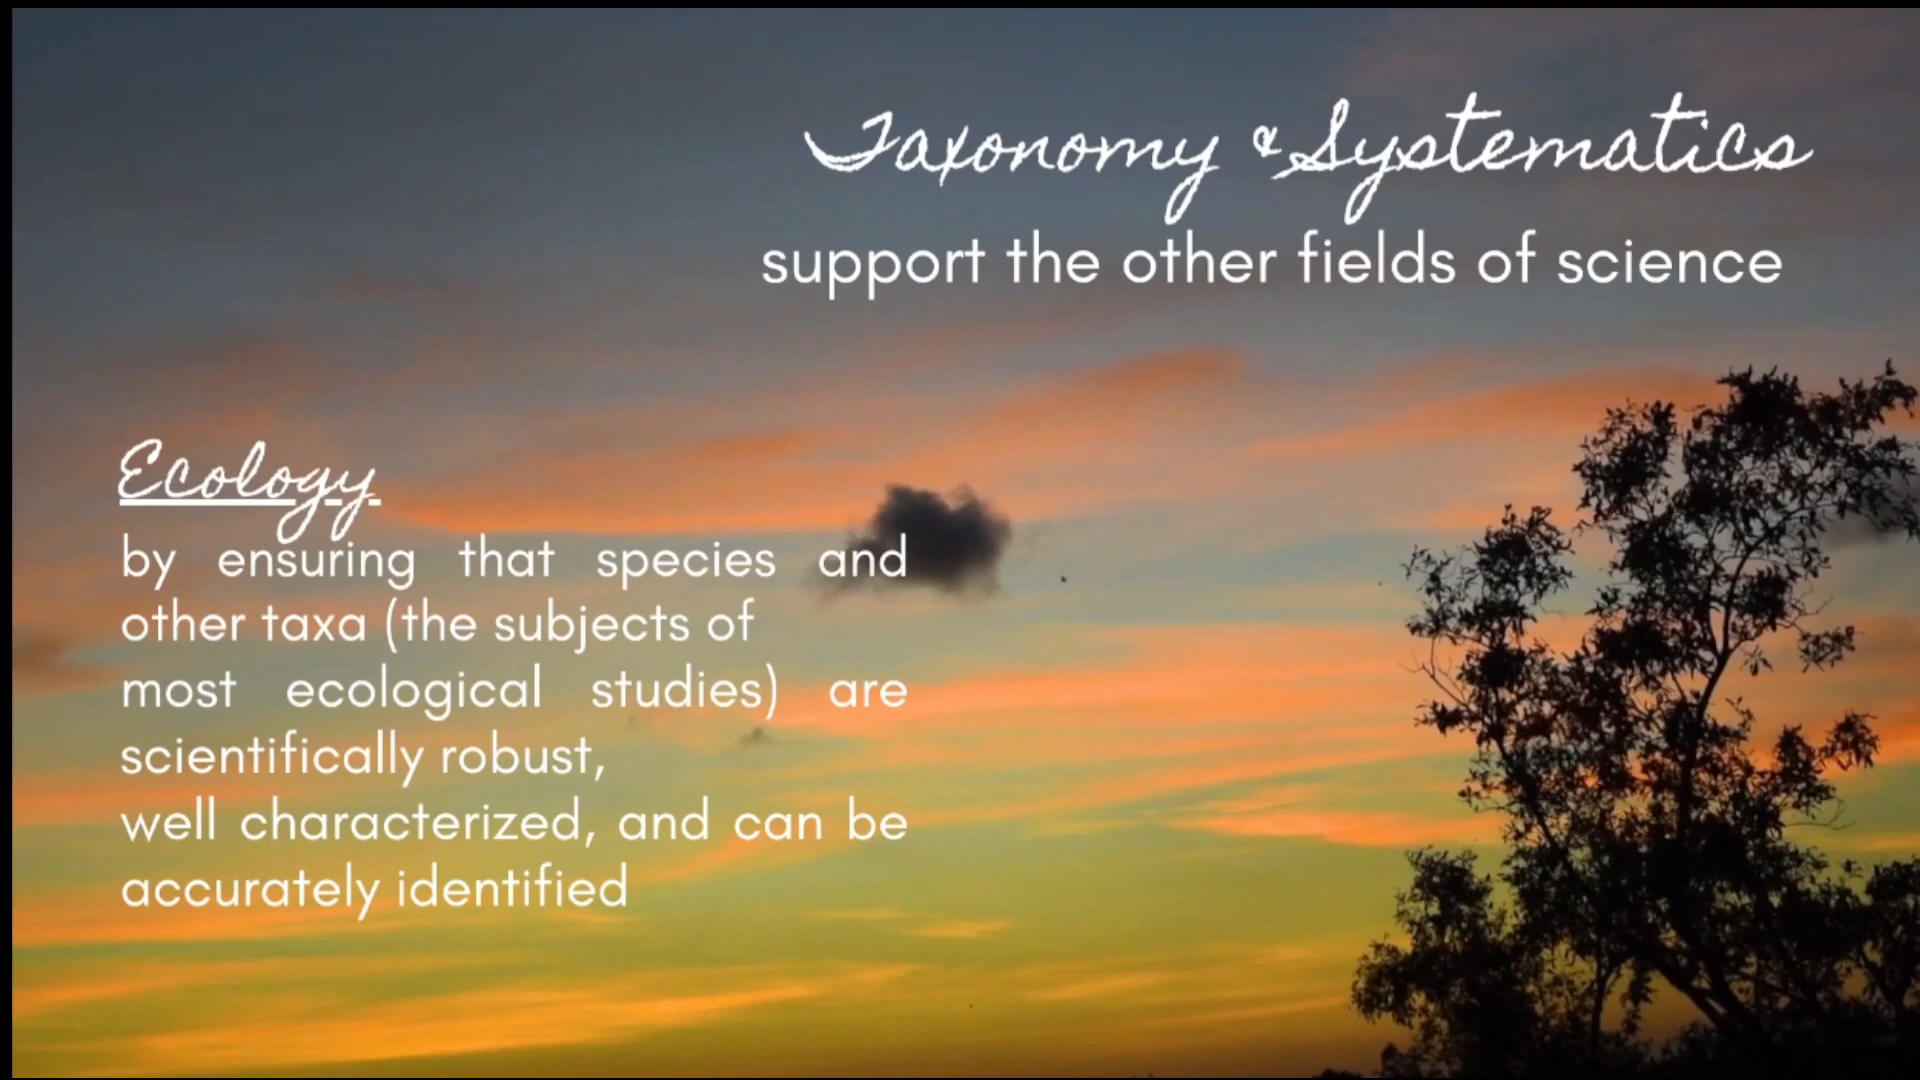 Taxonomy & Systematics
support the other fields of science
Ecology
by ensuring that species and
other taxa (the subjects of
most ecological studies) are
scientifically robust,
well characterized, and can be
accurately identified